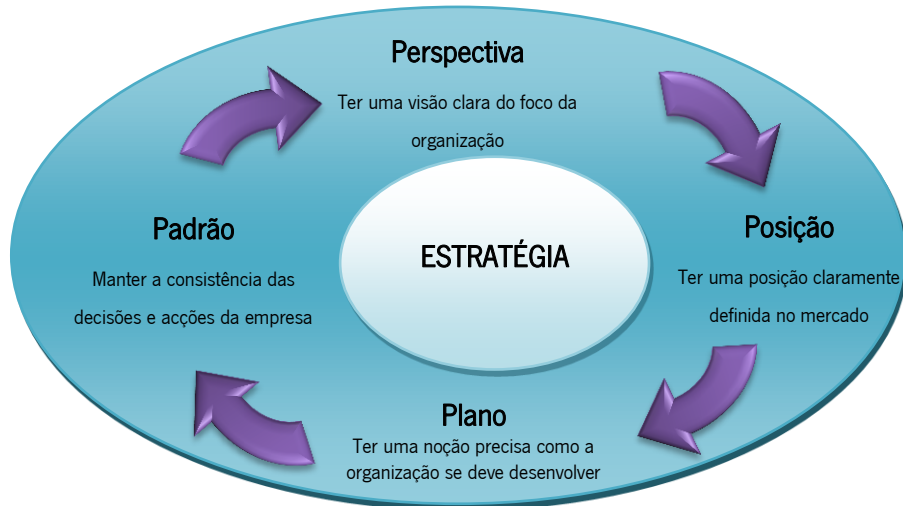 Perspectiva
Ter uma visão clara do foco da
organização
Padrão
Manter a consistência das
decisões e acções da empresa
ESTRATÉGIA
Posição
Ter uma posição claramente
definida no mercado
Plano
Ter uma noção precisa como a
organização se deve desenvolver